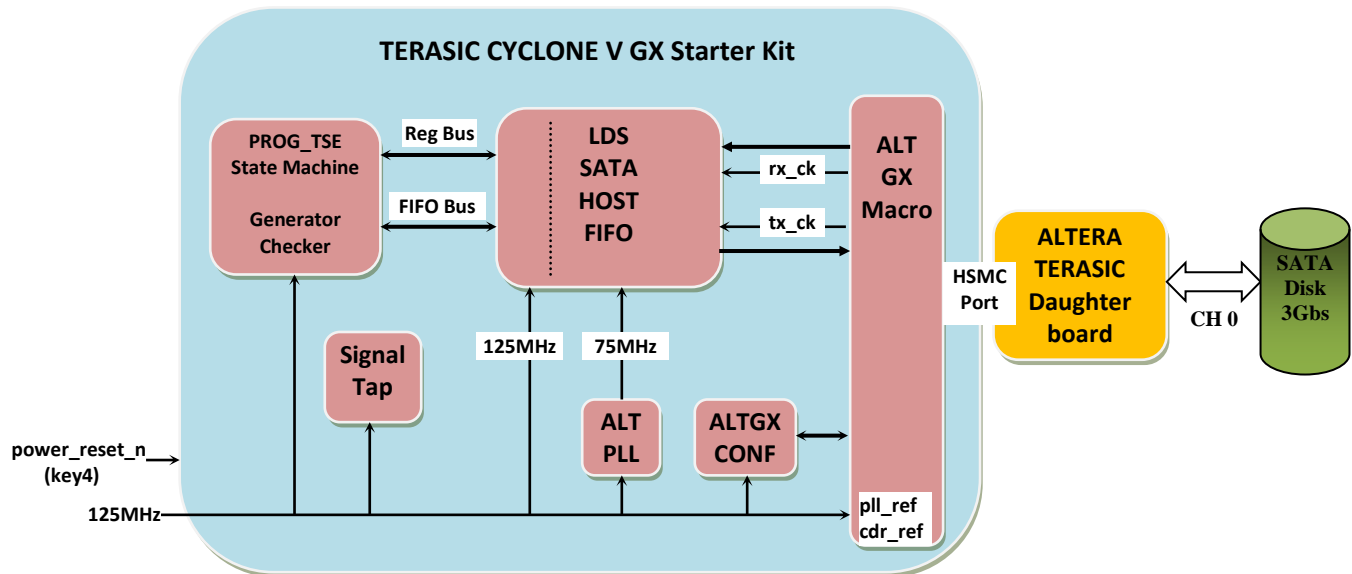 TERASIC CYCLONE V GX Starter Kit
PROG_TSE
State Machine
Generator
Checker
Reg Bus
FIFO Bus
LDS
SATA
HOST
FIFO
rx_ck
tx_ck
ALT
GX
Macro
HSMC
Port
ALTERA
TERASIC
Daughter
board
CH 0
SATA
Disk
3Gbs
Signal
Tap
125MHz
75MHz
ALT
PLL
ALTGX
CONF
power_reset_n
(key4)
125MHz
pll_ref
cdr_ref